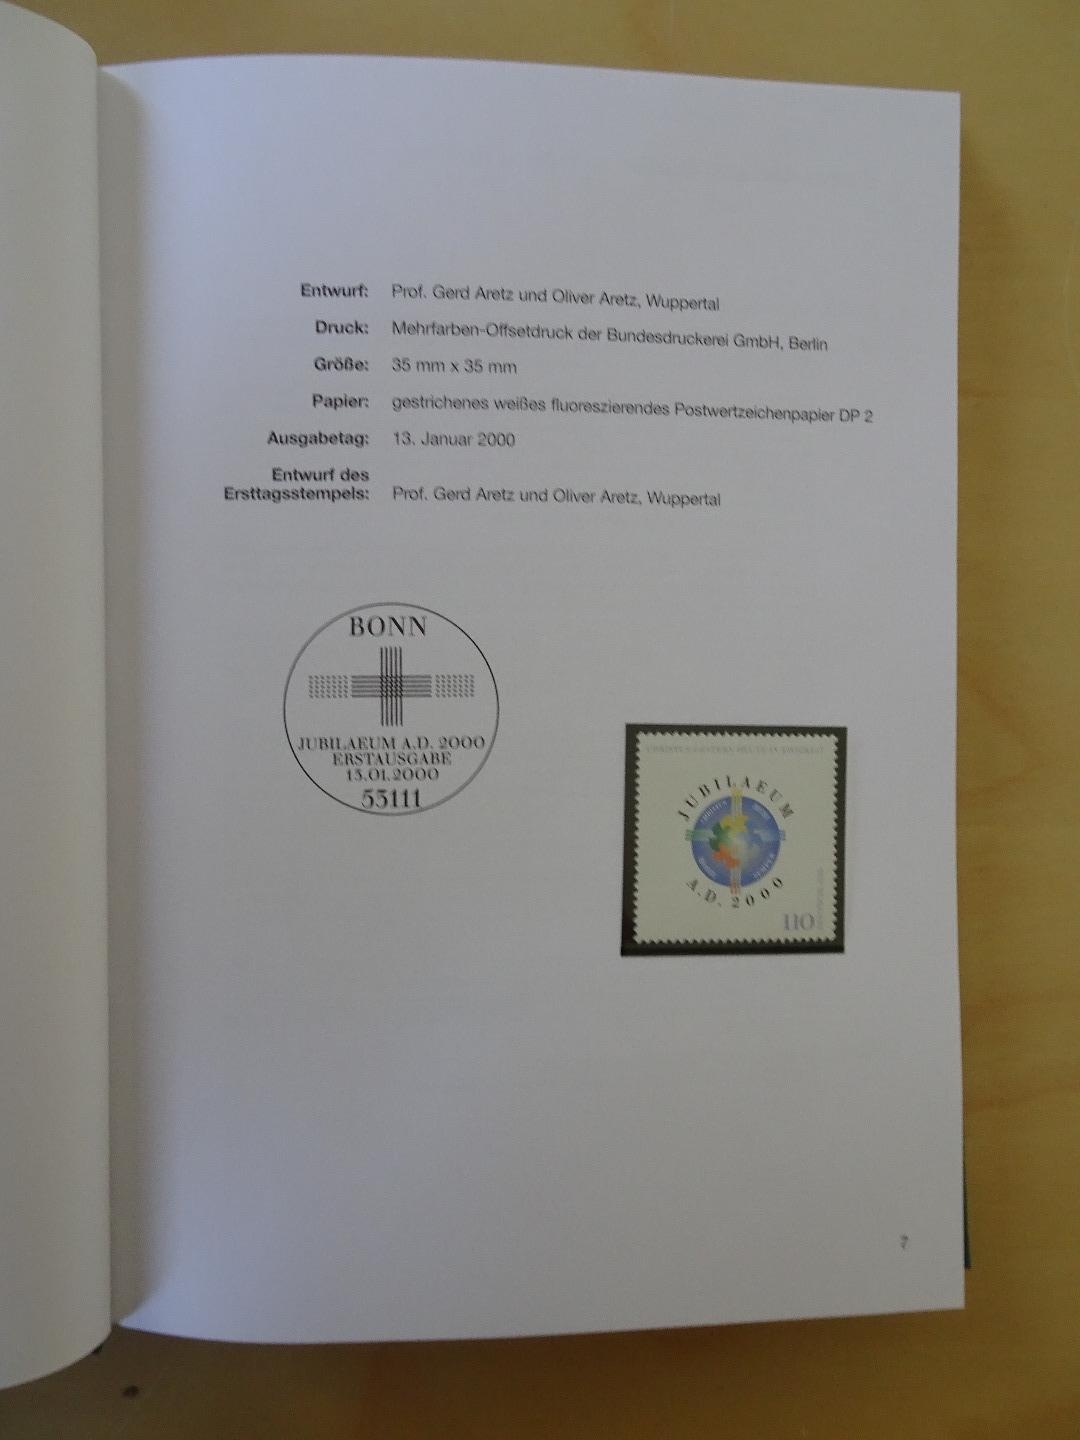 Entwurf: Prof. Gerd Aretz und Oliver Aretz, Wuppertal
Druck: Mehrfarben-Offsetdruck der Bundesdruckerei GmbH, Berlin
Größe: 35 mm x 35 mm
Papier: gestrichenes weißes fluoreszierendes Postwertzeichenpapier DP 2
Ausgabetag: 13. Januar 2000
Entwurf des
Ersttagsstempels: Prof. Gerd Aretz und Oliver Aretz, Wuppertal
BONN
JUBILAEUM A.D. 2000
ERSTAUSGABE
13.01.2000
53111
JUBILAEUM
A.D. 2000
110